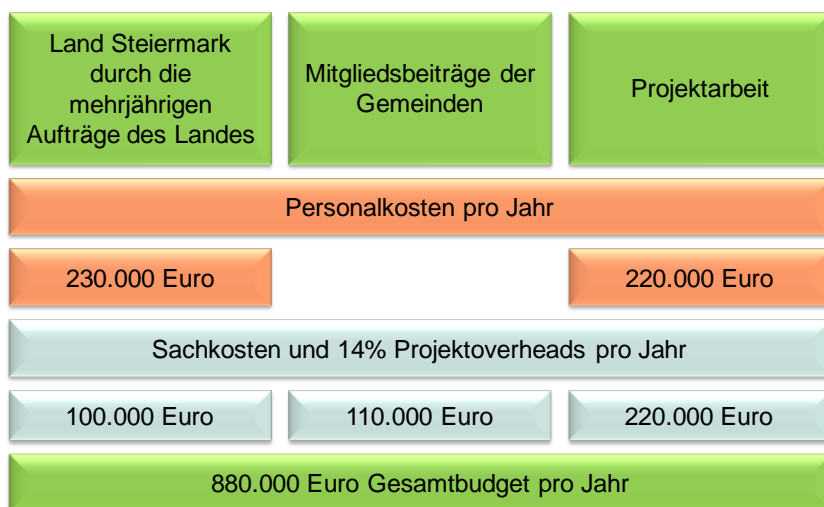 Land Steiermark
durch die
mehrjährigen
Aufträge des Landes
Mitgliedsbeiträge der
Gemeinden
Projektarbeit
Personalkosten pro Jahr
230.000 Euro
220.000 Euro
Sachkosten und 14% Projektoverheads pro Jahr
100.000 Euro
110.000 Euro
220.000 Euro
880.000 Euro Gesamtbudget pro Jahr